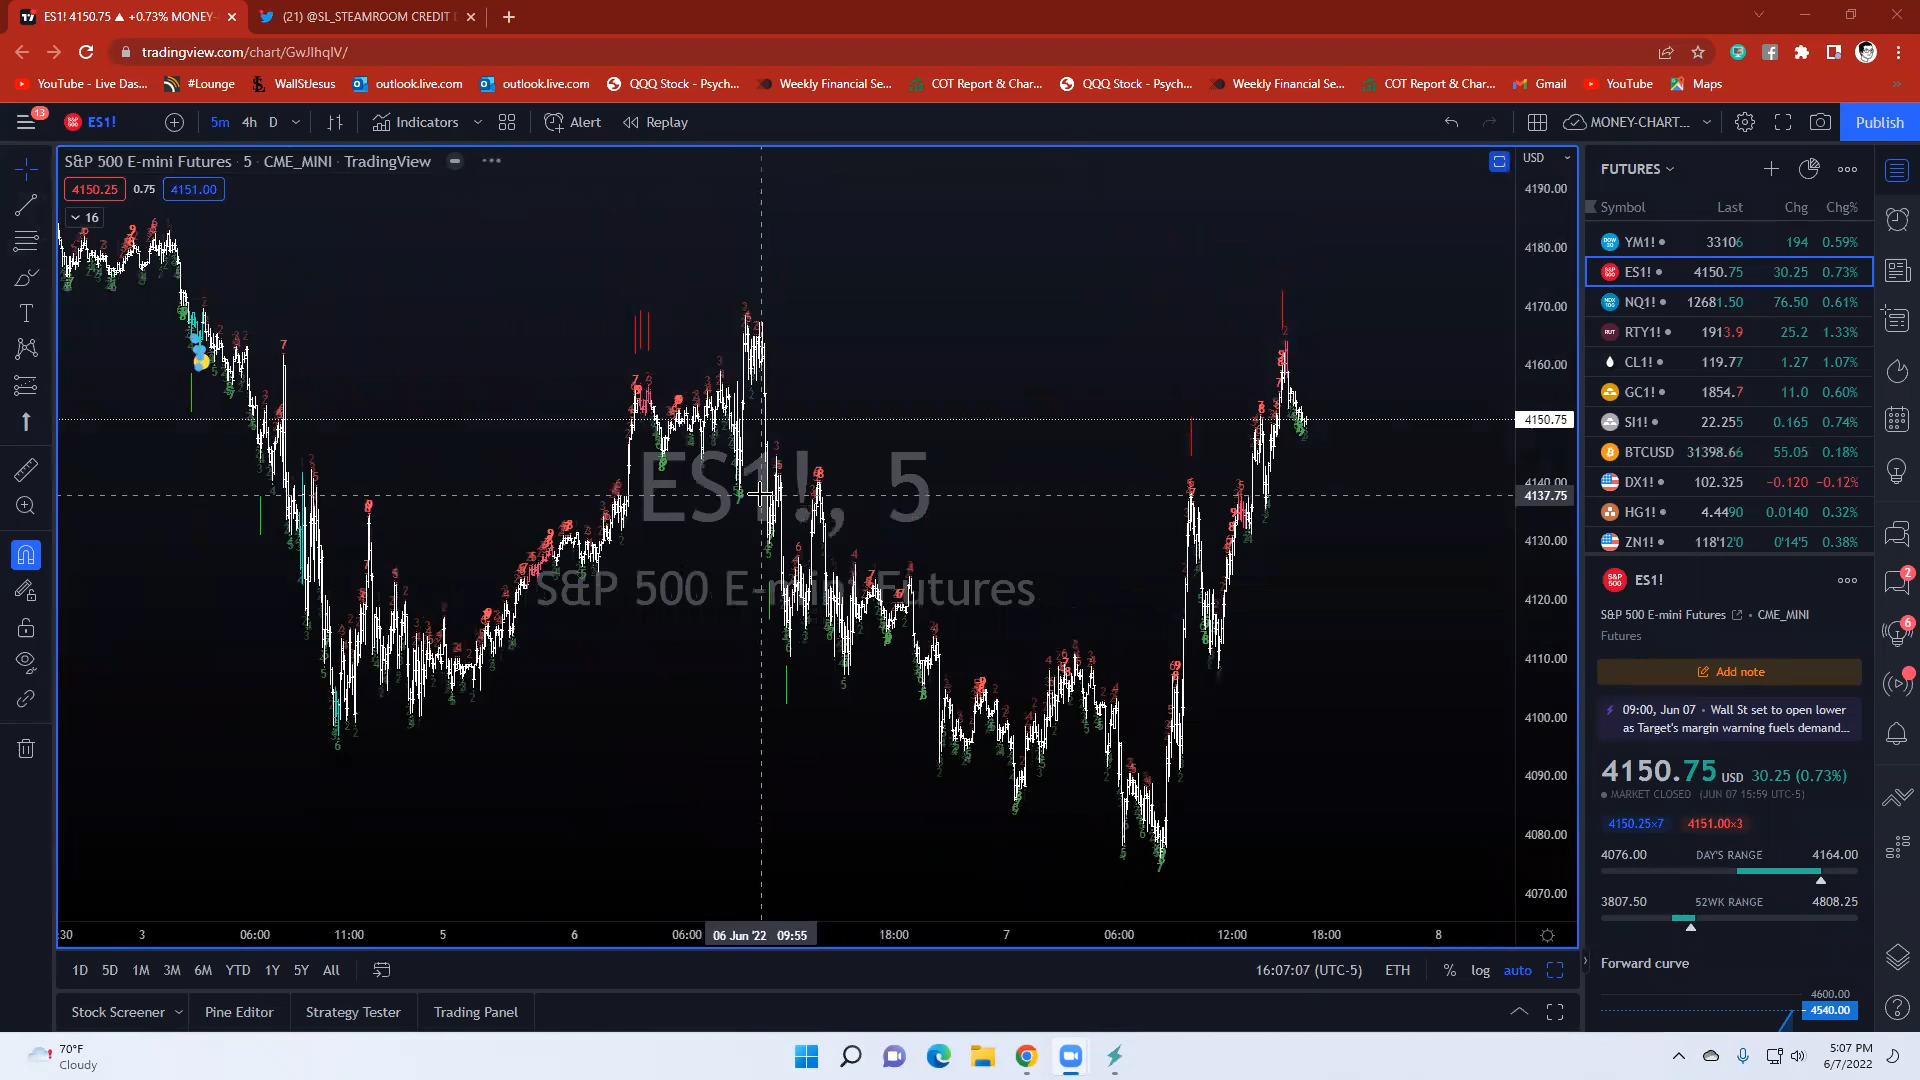 ES1! 4150.75 ▲ +0.73% MONEY-
(21) @SL_STEAMROOM CREDIT
tradingview.com/chart/GwJlhqIV/
YouTube - Live Das...
#Lounge
WallStJesus
outlook.live.com
outlook.live.com
QQQ Stock - Psych...
Weekly Financial Se...
COT Report & Char...
QQQ Stock - Psych...
Weekly Financial Se...
COT Report & Char...
Gmail
YouTube
Maps
13
ES1!
5m 4h D
Indicators
Alert
Replay
MONEY-CHART...
Publish
S&P 500 E-mini Futures · 5 · CME_MINI · TradingView
4150.25 0.75 4151.00
16
ES1!, 5
S&P 500 E-mini Futures
USD
4190.00
4180.00
4170.00
4160.00
4150.75
4140.00
4137.75
4130.00
4120.00
4110.00
4100.00
4090.00
4080.00
4070.00
:30 3 06:00 11:00 5 6 06:00 06 Jun '22 09:55 18:00 7 06:00 12:00 18:00 8
1D 5D 1M 3M 6M YTD 1Y 5Y All
16:07:07 (UTC-5) ETH % log auto
Stock Screener Pine Editor Strategy Tester Trading Panel
FUTURES
Symbol Last Chg Chg%
YM1! 33106 194 0.59%
ES1! 4150.75 30.25 0.73%
NQ1! 12681.50 76.50 0.61%
RTY1! 1913.9 25.2 1.33%
CL1! 119.77 1.27 1.07%
GC1! 1854.7 11.0 0.60%
SI1! 22.255 0.165 0.74%
BTCUSD 31398.66 55.05 0.18%
DX1! 102.325 −0.120 −0.12%
HG1! 4.4490 0.0140 0.32%
ZN1! 118'12'0 0'14'5 0.38%
ES1!
S&P 500 E-mini Futures • CME_MINI
Futures
Add note
09:00, Jun 07 • Wall St set to open lower
as Target's margin warning fuels demand...
4150.75 USD 30.25 (0.73%)
MARKET CLOSED (JUN 07 15:59 UTC-5)
4150.25×7 4151.00×3
4076.00 DAY'S RANGE 4164.00
3807.50 52WK RANGE 4808.25
Forward curve
4600.00
4540.00
2
6
70°F
Cloudy
5:07 PM
6/7/2022